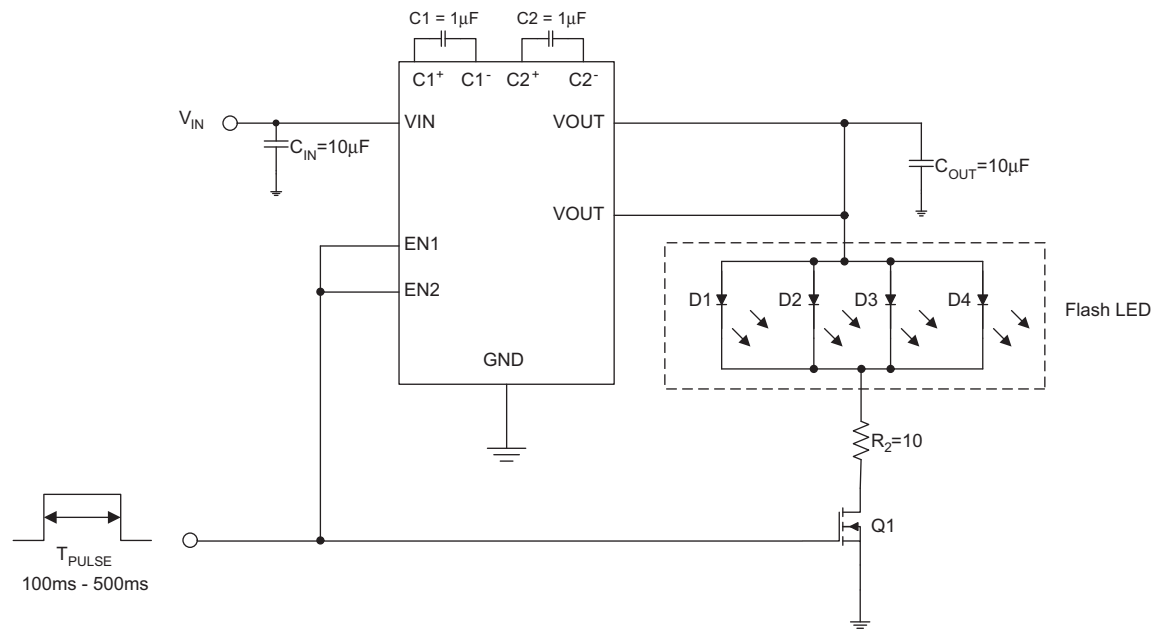 C1 = 1μF C2 = 1μF
C1+ C1- C2+ C2-
VIN VIN VOUT
CIN=10μF COUT=10μF
VOUT
EN1
EN2
D1 D2 D3 D4
Flash LED
GND
R2=10
Q1
TPULSE
100ms - 500ms